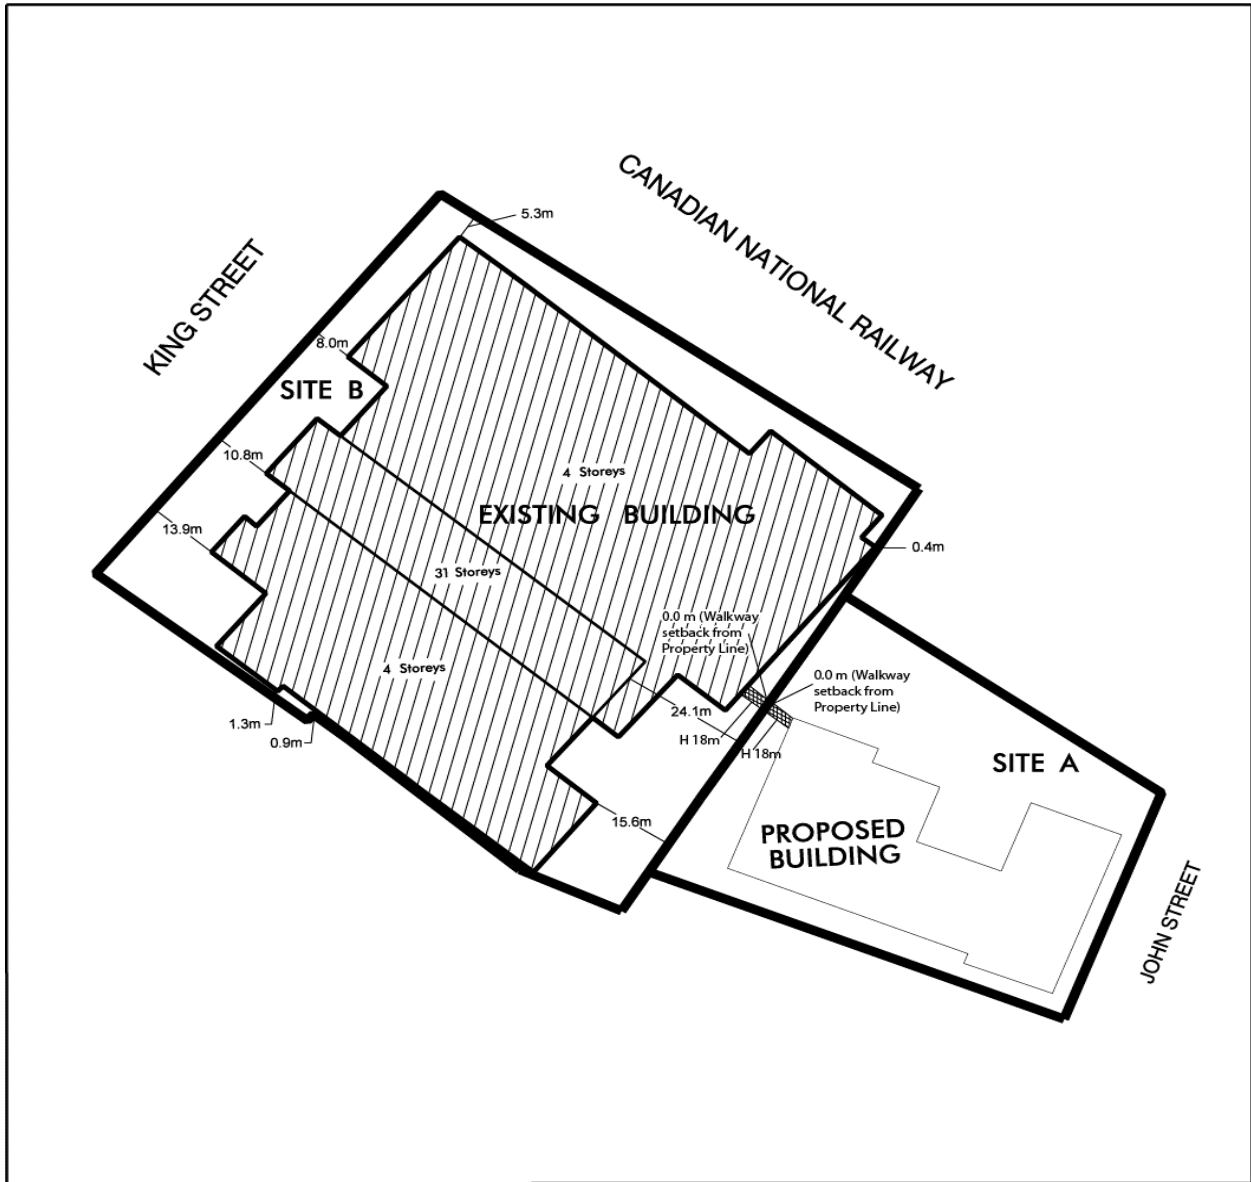 CANADIAN NATIONAL RAILWAY
5.3m
KING STREET
8.0m
SITE B
10.8m
4 Storeys
EXISTING BUILDING
13.9m
0.4m
31 Storeys
0.0 m (Walkway
setback from
Property Line)
4 Storeys
0.0 m (Walkway
setback from
Property Line)
24.1m
1.3m
H 18m
0.9m
H 18m
SITE A
15.6m
PROPOSED
BUILDING
JOHN STREET